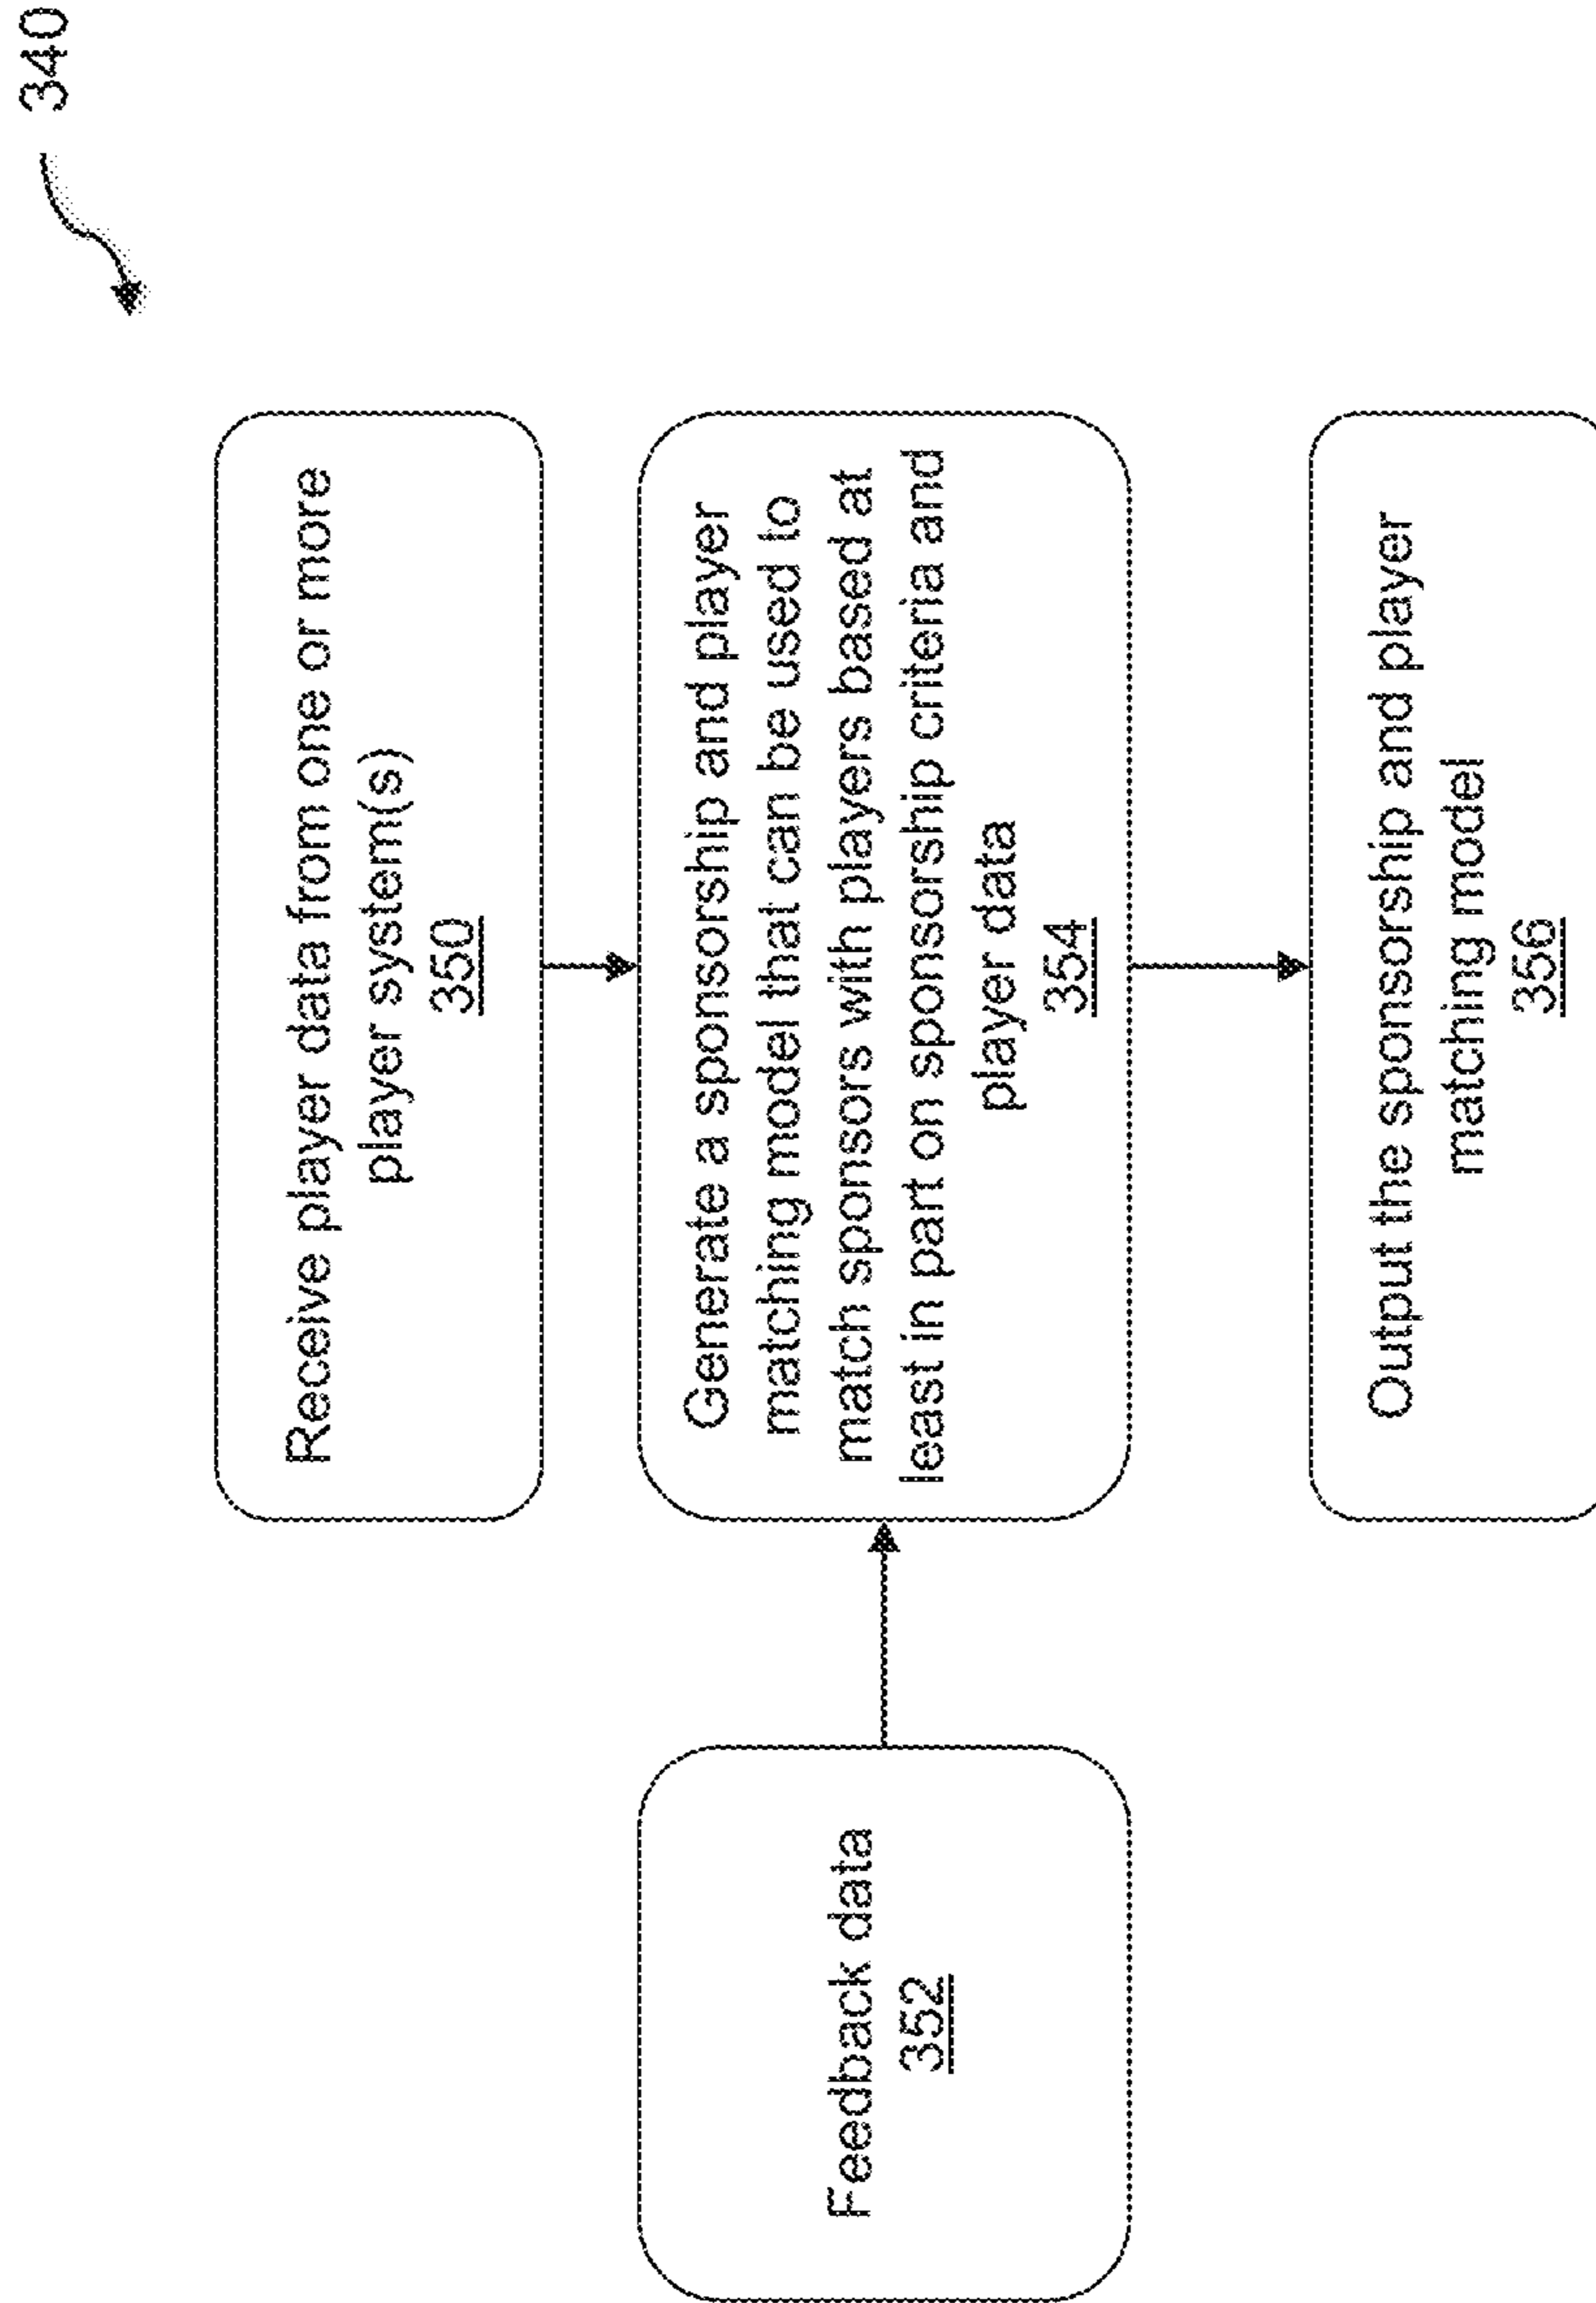 340
Receive player data from one or more
player system(s)
350
Generate a sponsorship and player
matching model that can be used to
match sponsors with players based at
least in part on sponsorship criteria and
player data
354
Feedback data
352
Output the sponsorship and player
matching model
356